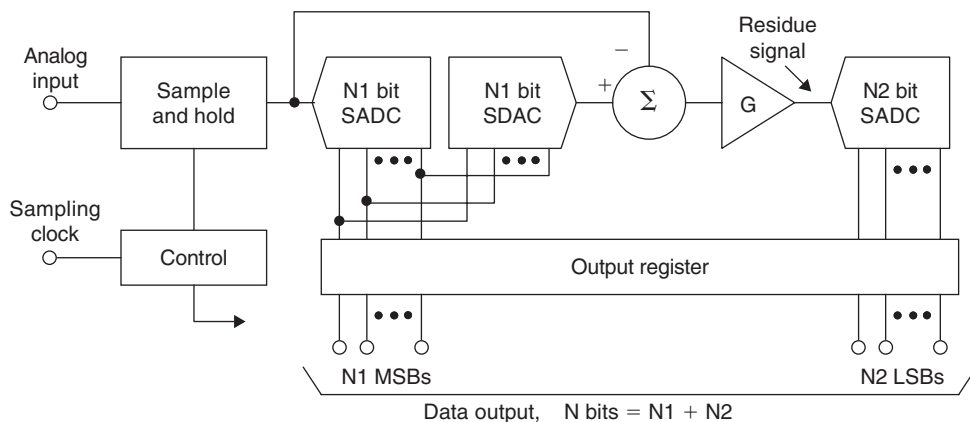 Analog
input
Sample
and hold
N1 bit
SADC
N1 bit
SDAC
−
+
Σ
G
Residue
signal
N2 bit
SADC
Sampling
clock
Control
Output register
N1 MSBs
N2 LSBs
Data output, N bits = N1 + N2